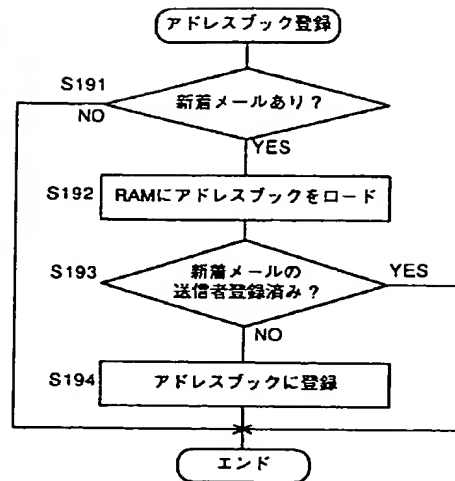 アドレスブック登録
S191
新着メールあり？
NO
YES
S192
RAMにアドレスブックをロード
S193
新着メールの
送信者登録済み？
YES
NO
S194
アドレスブックに登録
エンド